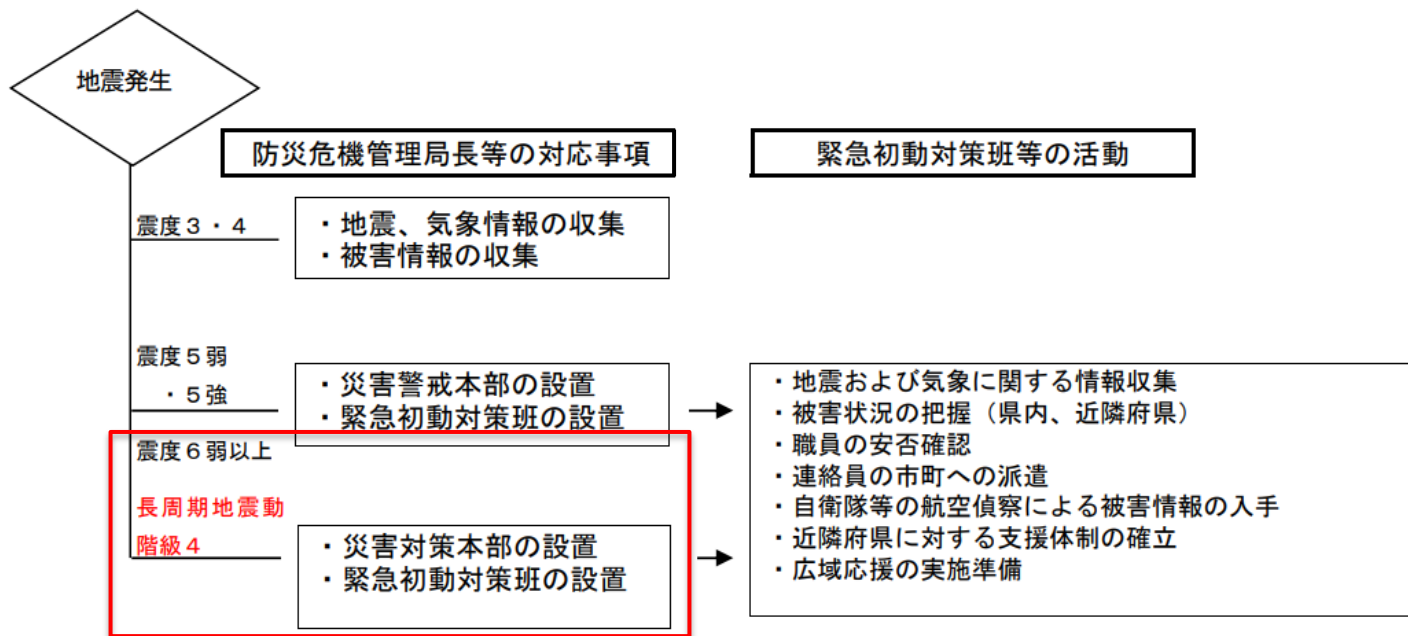 地震発生
防災危機管理局長等の対応事項
緊急初動対策班等の活動
震度３・４
・地震、気象情報の収集
・被害情報の収集
震度５弱
・５強
・災害警戒本部の設置
・緊急初動対策班の設置
・地震および気象に関する情報収集
・被害状況の把握（県内、近隣府県）
・職員の安否確認
・連絡員の市町への派遣
・自衛隊等の航空偵察による被害情報の入手
・近隣府県に対する支援体制の確立
・広域応援の実施準備
震度６弱以上
長周期地震動
階級４
・災害対策本部の設置
・緊急初動対策班の設置